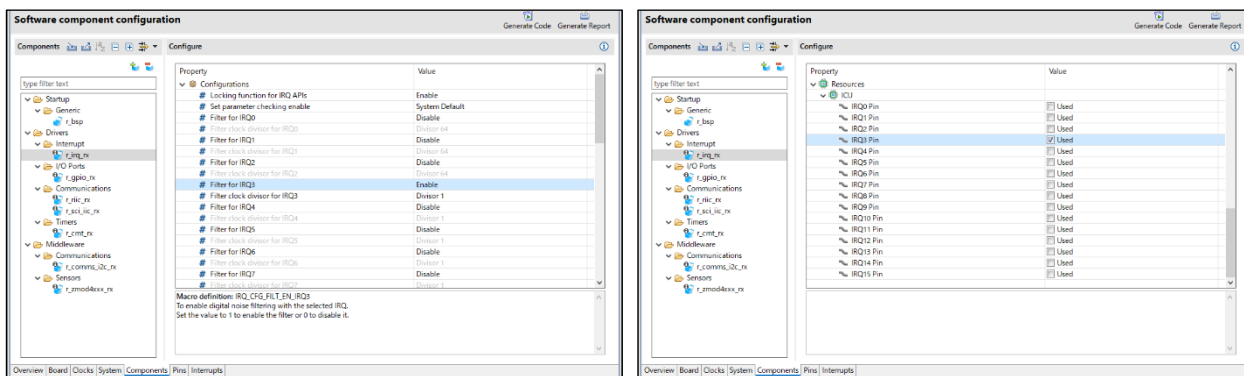 Software component configuration
Generate Code Generate Report
Components Configure
type filter text
Startup
Generic
r_bsp
Drivers
Interrupt
r_irq_rx
I/O Ports
r_gpio_rx
Communications
r_riic_rx
r_sci_iic_rx
Timers
r_cmt_rx
Middleware
Communications
r_comms_i2c_rx
Sensors
r_zmod4xxx_rx
Property Value
Configurations
# Locking function for IRQ APIs Enable
# Set parameter checking enable System Default
# Filter for IRQ0 Disable
# Filter clock divisor for IRQ0 Divisor 64
# Filter for IRQ1 Disable
# Filter clock divisor for IRQ1 Divisor 64
# Filter for IRQ2 Disable
# Filter clock divisor for IRQ2 Divisor 64
# Filter for IRQ3 Enable
# Filter clock divisor for IRQ3 Divisor 1
# Filter for IRQ4 Disable
# Filter clock divisor for IRQ4 Divisor 1
# Filter for IRQ5 Disable
# Filter clock divisor for IRQ5 Divisor 1
# Filter for IRQ6 Disable
# Filter clock divisor for IRQ6 Divisor 1
# Filter for IRQ7 Disable
# Filter clock divisor for IRQ7 Divisor 1
Macro definition: IRQ_CFG_FILT_EN_IRQ3
To enable digital noise filtering with the selected IRQ.
Set the value to 1 to enable the filter or 0 to disable it.
Overview Board Clocks System Components Pins Interrupts
Software component configuration
Generate Code Generate Report
Components Configure
type filter text
Startup
Generic
r_bsp
Drivers
Interrupt
r_irq_rx
I/O Ports
r_gpio_rx
Communications
r_riic_rx
r_sci_iic_rx
Timers
r_cmt_rx
Middleware
Communications
r_comms_i2c_rx
Sensors
r_zmod4xxx_rx
Property Value
Resources
ICU
IRQ0 Pin Used
IRQ1 Pin Used
IRQ2 Pin Used
IRQ3 Pin Used
IRQ4 Pin Used
IRQ5 Pin Used
IRQ6 Pin Used
IRQ7 Pin Used
IRQ8 Pin Used
IRQ9 Pin Used
IRQ10 Pin Used
IRQ11 Pin Used
IRQ12 Pin Used
IRQ13 Pin Used
IRQ14 Pin Used
IRQ15 Pin Used
Overview Board Clocks System Components Pins Interrupts